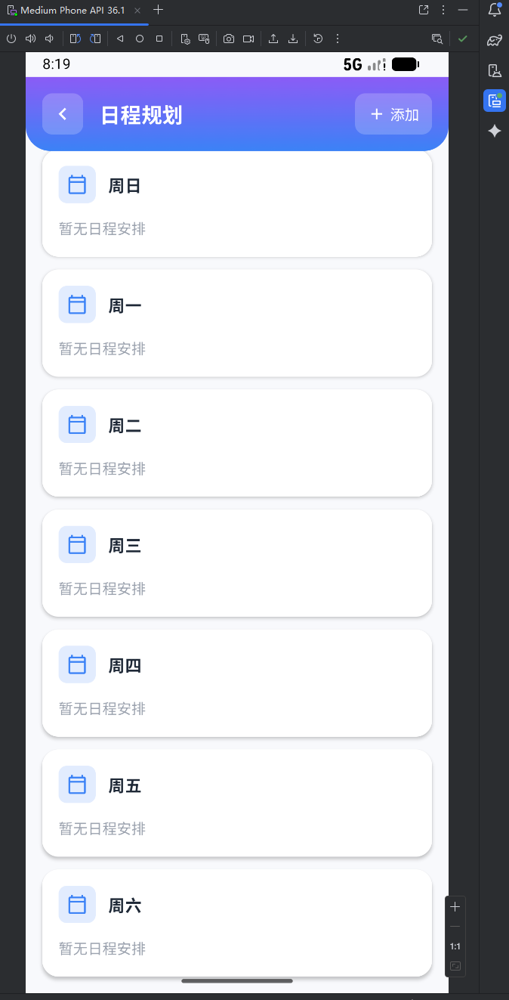 Medium Phone API 36.1
8:19
5G
日程规划
添加
周日
暂无日程安排
周一
暂无日程安排
周二
暂无日程安排
周三
暂无日程安排
周四
暂无日程安排
周五
暂无日程安排
周六
暂无日程安排
1:1